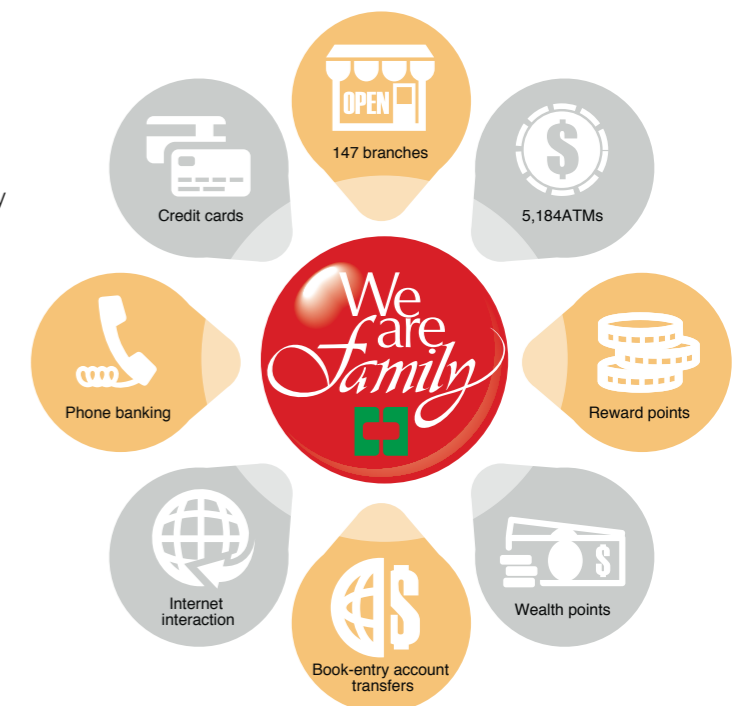 OPEN
147 branches
Credit cards
$
5,184ATMs
y
We
are
Family
Phone banking
Reward points
Internet
interaction
$
Wealth points
$
Book-entry account
transfers